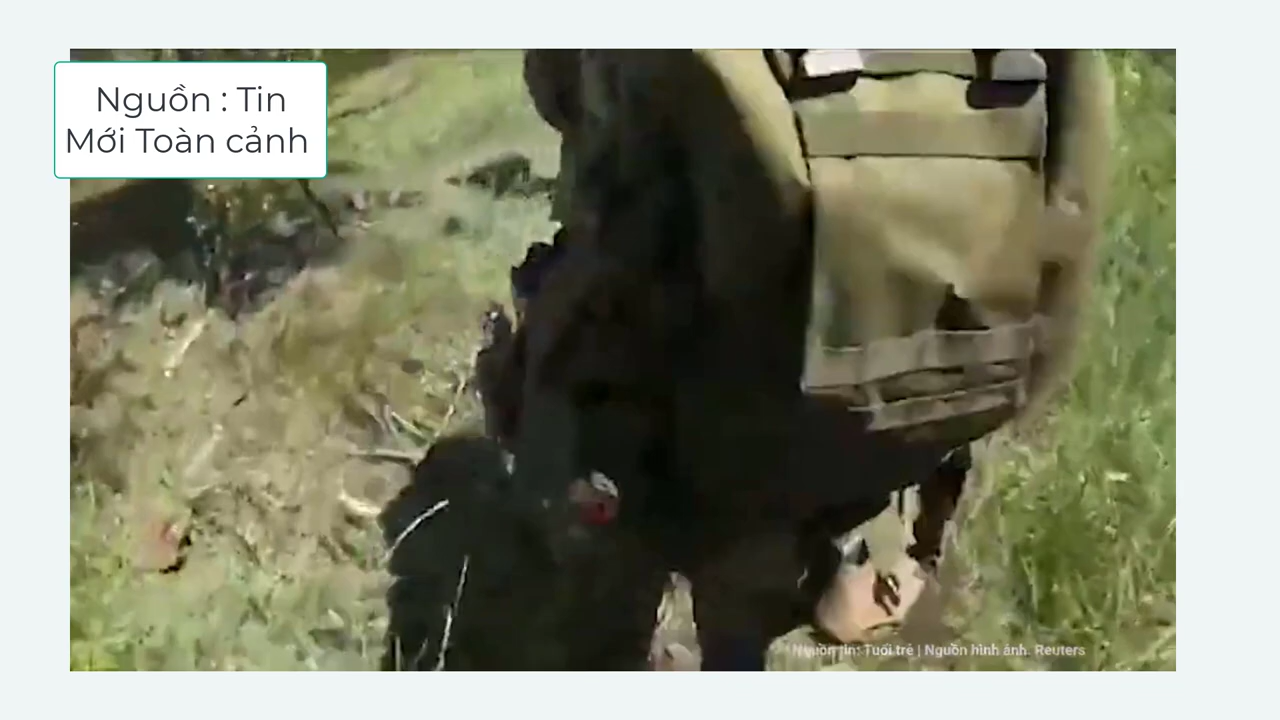 Nguồn : Tin
Mới Toàn cảnh
Nguồn tin: Tuổi trẻ | Nguồn hình ảnh: Reuters